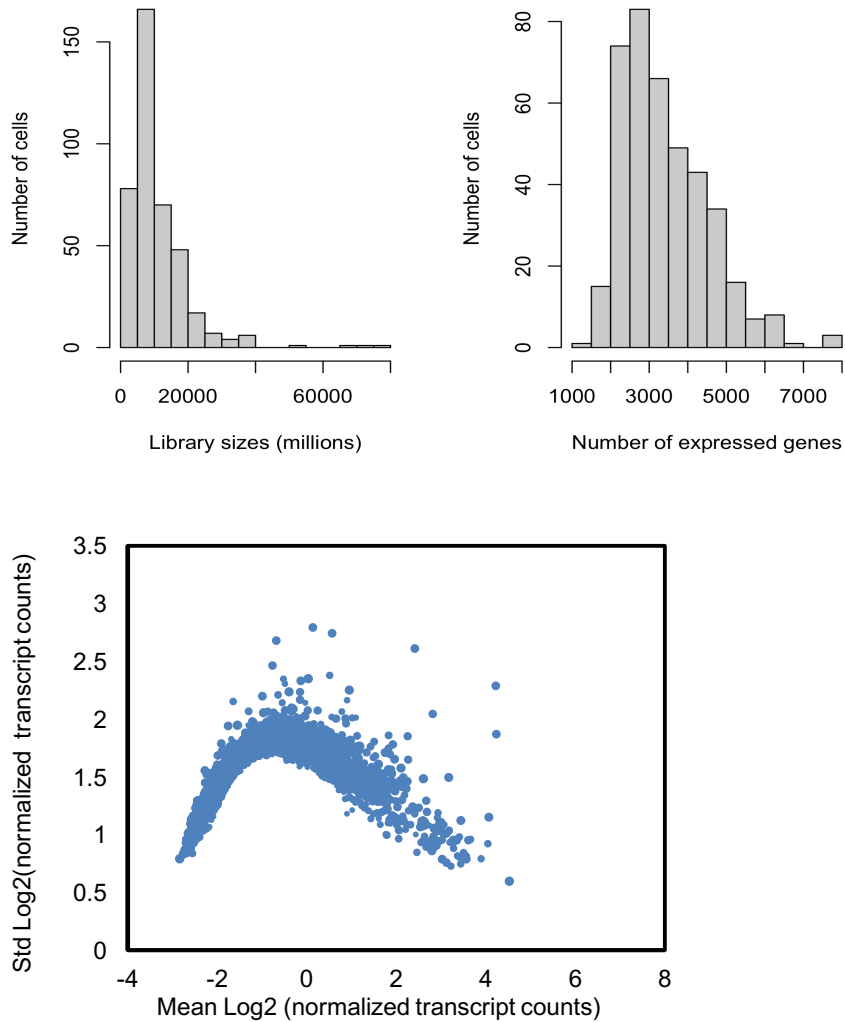 Number of cells
150
100
50
0
0 20000 60000
Library sizes (millions)
Number of cells
80
60
40
20
0
1000 3000 5000 7000
Number of expressed genes
Std Log2(normalized transcript counts)
3.5
3
2.5
2
1.5
1
0.5
0
-4 -2 0 2 4 6 8
Mean Log2 (normalized transcript counts)